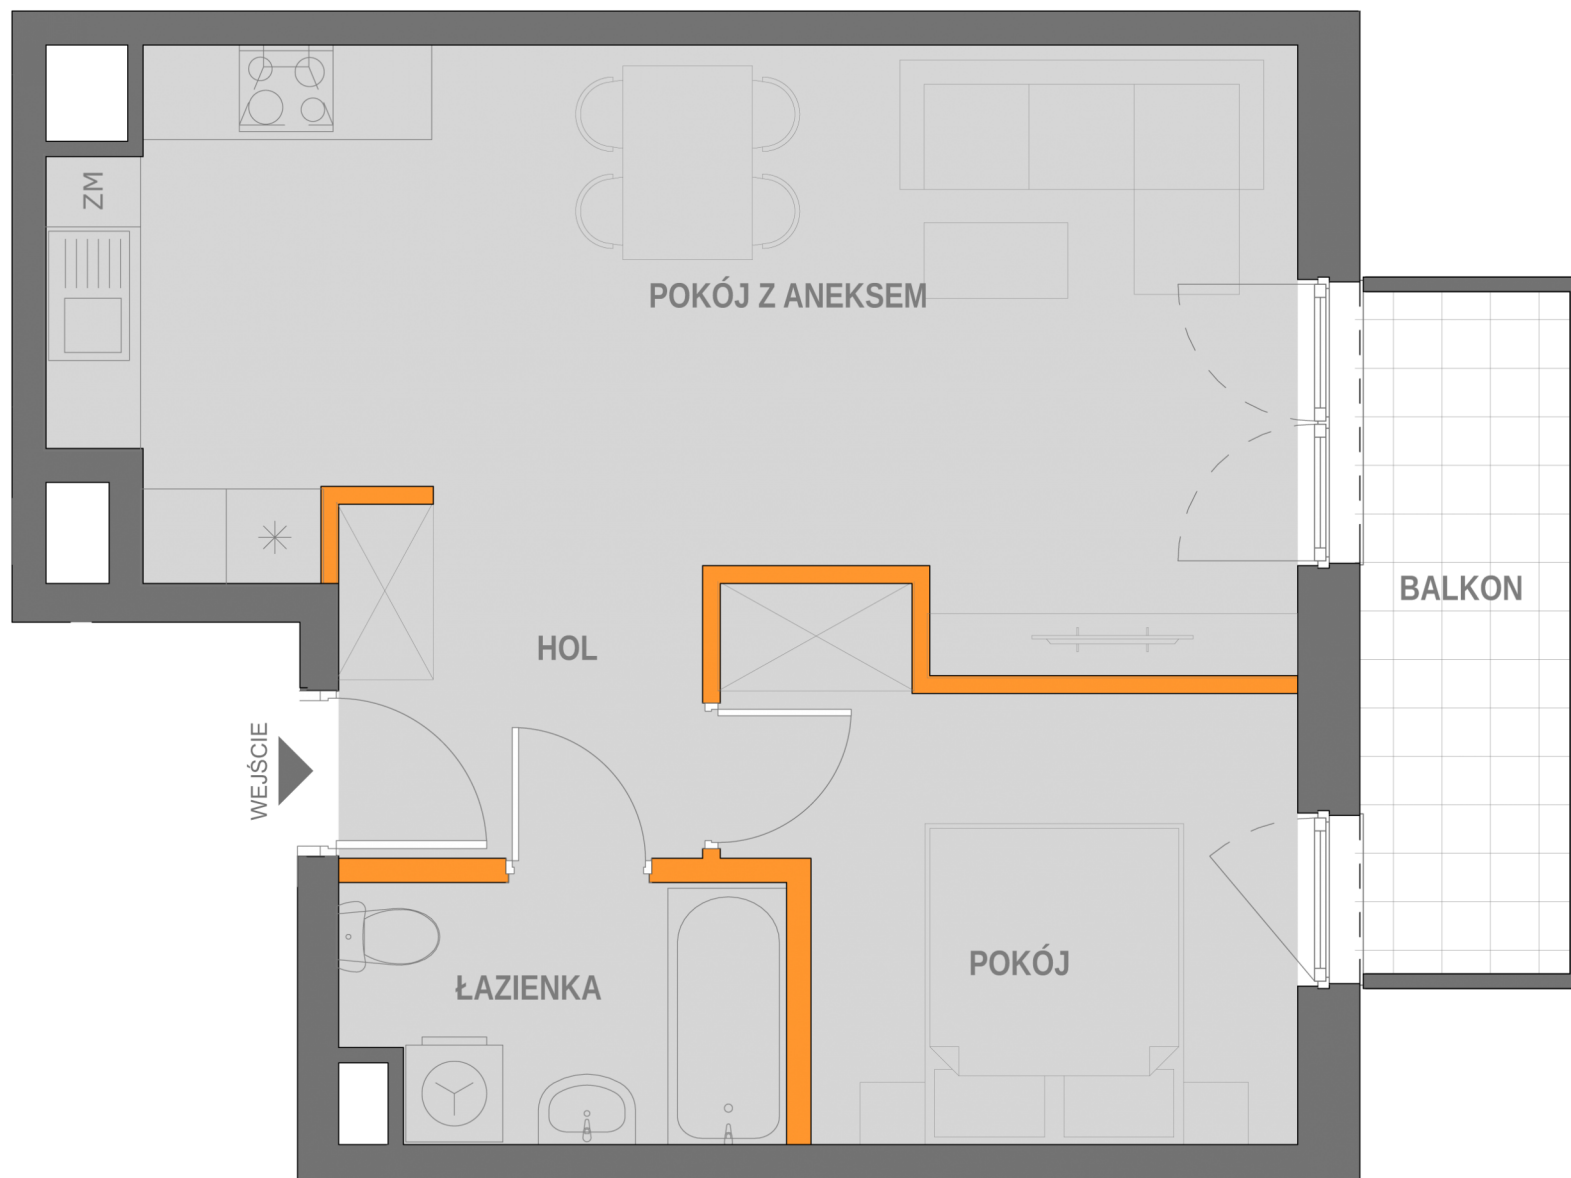 ZM
POKÓJ Z ANEKSEM
BALKON
HOL
WEJŚCIE
POKÓJ
ŁAZIENKA